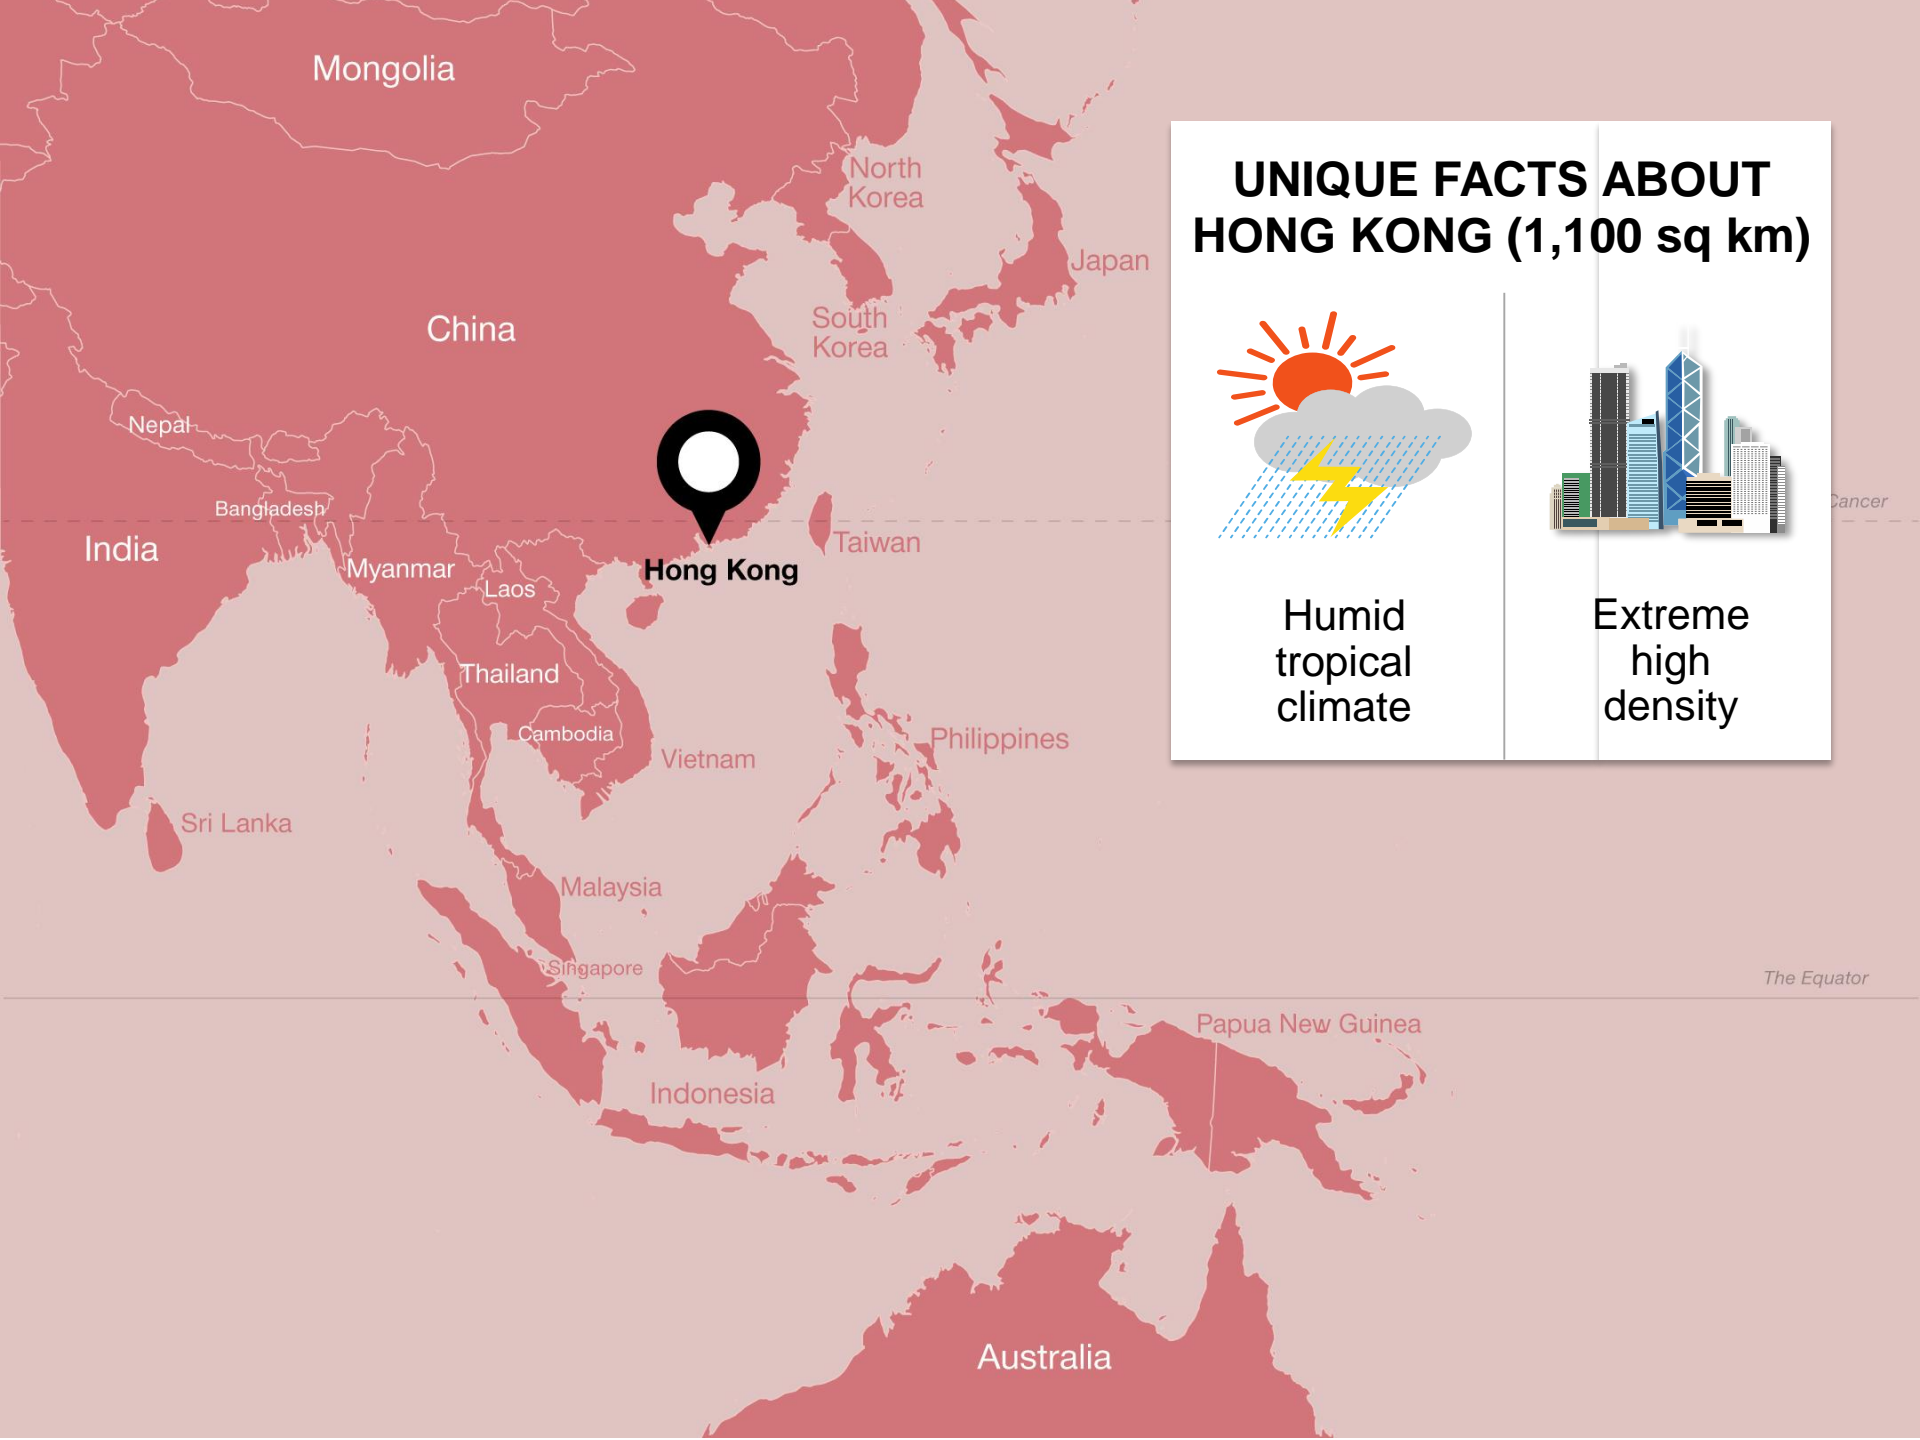 Mongolia
North
Korea
Japan
South
Korea
China
Nepal
Bangladesh
India
Myanmar
Laos
Hong Kong
Taiwan
Thailand
Cambodia
Vietnam
Philippines
Sri Lanka
Malaysia
Singapore
Indonesia
Papua New Guinea
Australia
Cancer
The Equator
UNIQUE FACTS ABOUT
HONG KONG (1,100 sq km)
Humid
tropical
climate
Extreme
high
density